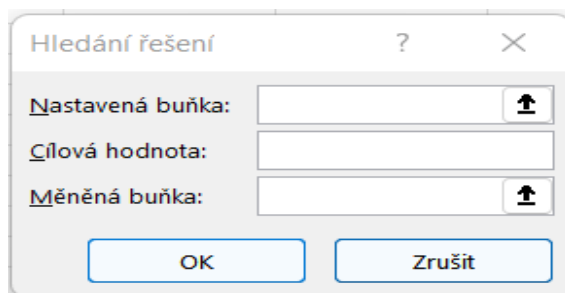 Hledání řešení ?
Nastavená buňka:
Cílová hodnota:
Měněná buňka:
OK Zrušit